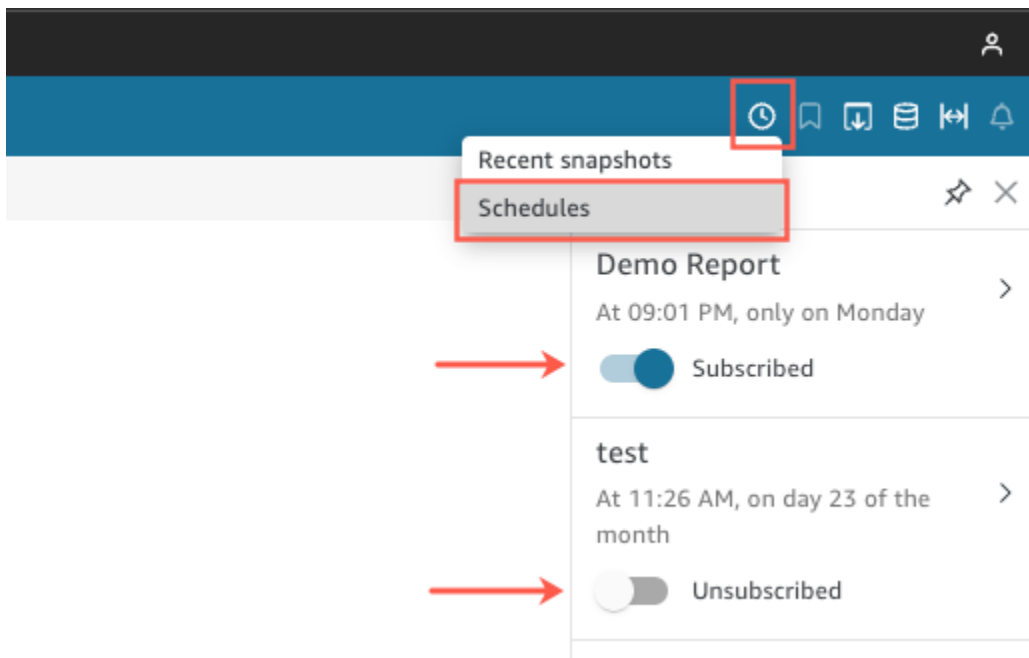 Recent snapshots
Schedules
Demo Report
At 09:01 PM, only on Monday
Subscribed
test
At 11:26 AM, on day 23 of the
month
Unsubscribed